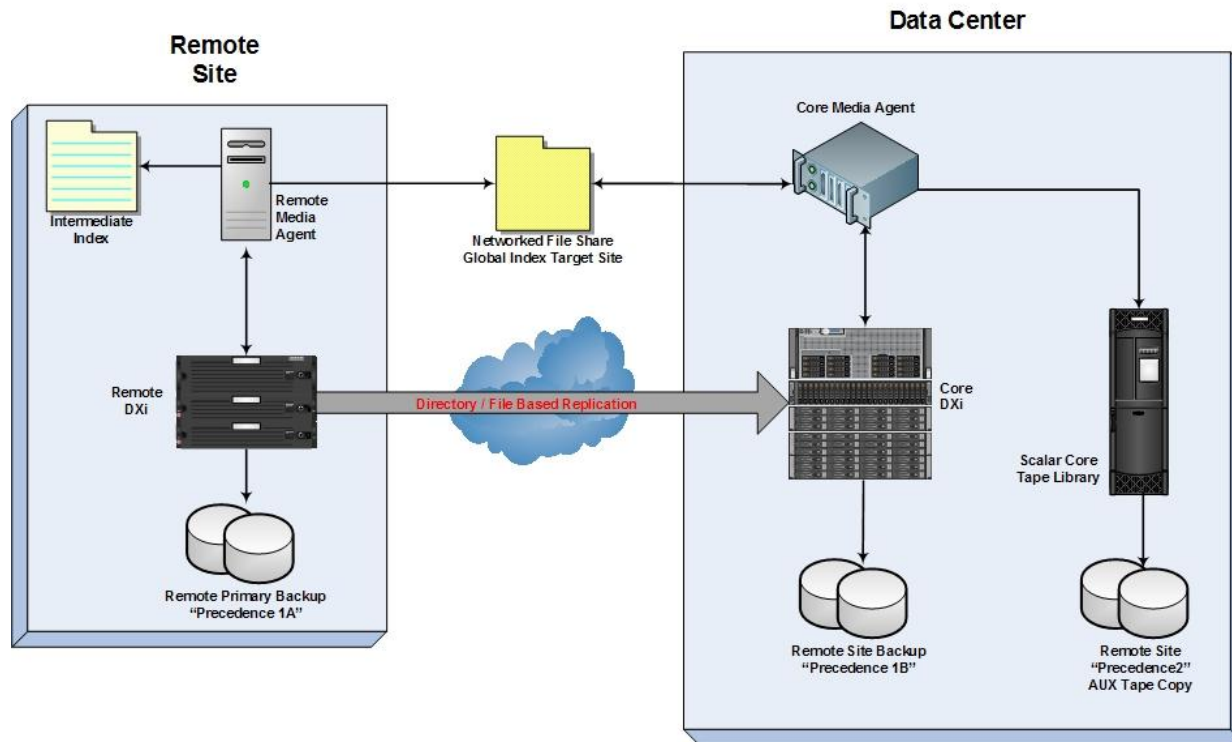 Remote
Site
Data Center
Core Media Agent
Intermediate
Index
Remote
Media
Agent
Networked File Share
Global Index Target Site
Remote
DXi
Directory / File Based Replication
Core
DXi
Scalar Core
Tape Library
Remote Primary Backup
“Precedence 1A”
Remote Site Backup
“Precedence 1B”
Remote Site
“Precedence2”
AUX Tape Copy